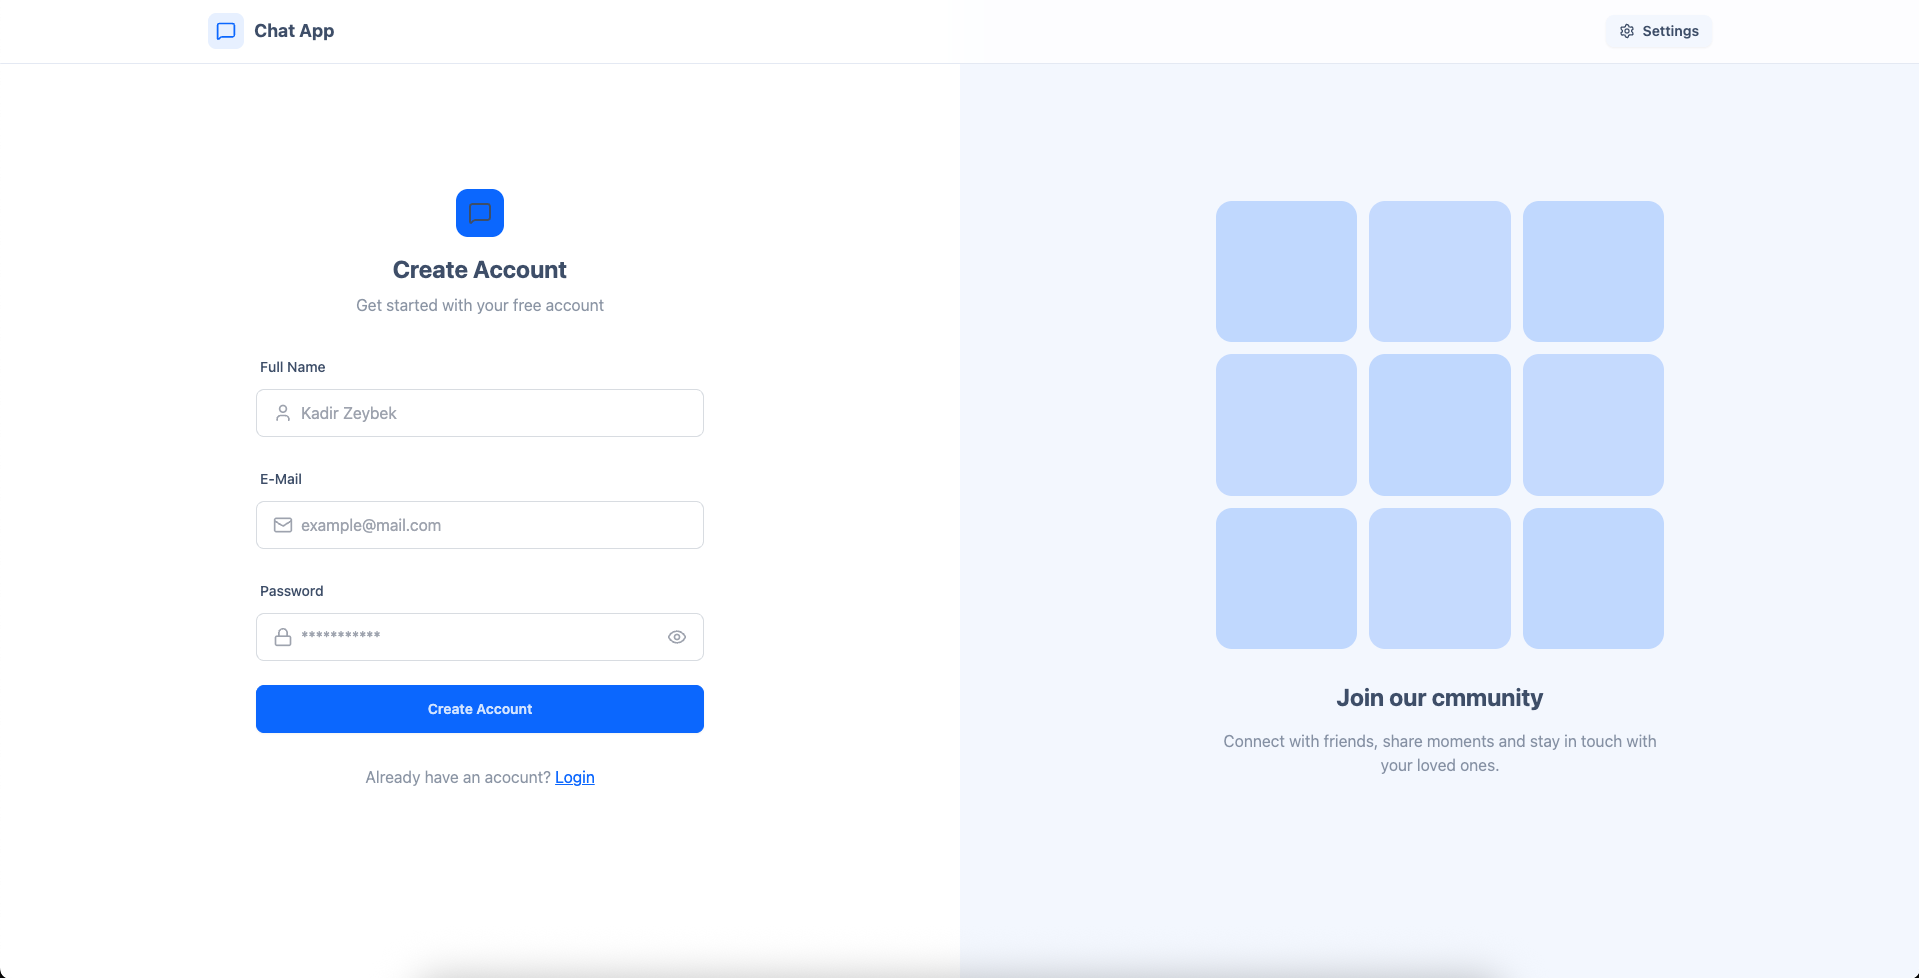 Chat App
Settings
Create Account
Get started with your free account
Full Name
Kadir Zeybek
E-Mail
example@mail.com
Password
***********
Create Account
Already have an acocunt? Login
Join our cmmunity
Connect with friends, share moments and stay in touch with
your loved ones.